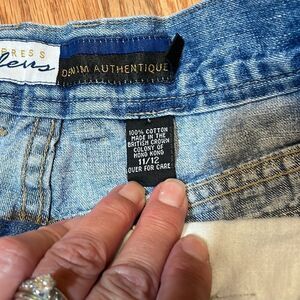 PRESS
DENIM AUTHENTIQUE
100% COTTON
MADE IN THE
BRITISH CROWN
COLONY OF
HONG KONG
11/12
OVER FOR CARE